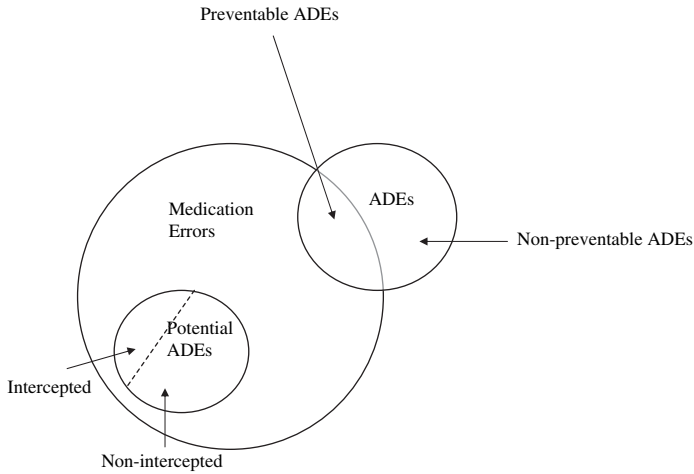 Preventable ADEs
ADEs
Medication
Errors
Non-preventable ADEs
Potential
ADEs
Intercepted
Non-intercepted